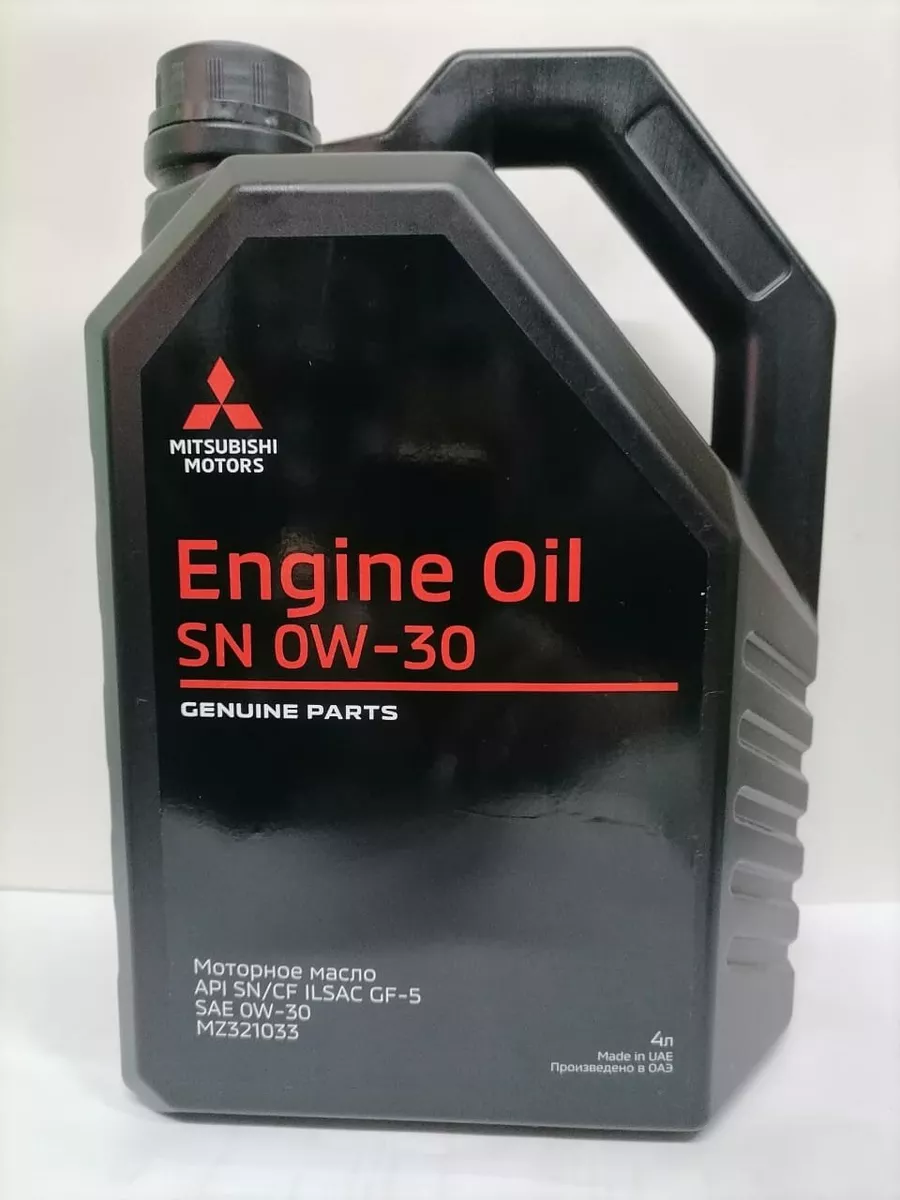 MITSUBISHI
MOTORS
Engine Oil
SN 0W-30
GENUINE PARTS
Моторное масло
API SN/CF ILSAC GF-5
SAE 0W-30
MZ321033
4л
Made in UAE
Произведено в ОАЭ